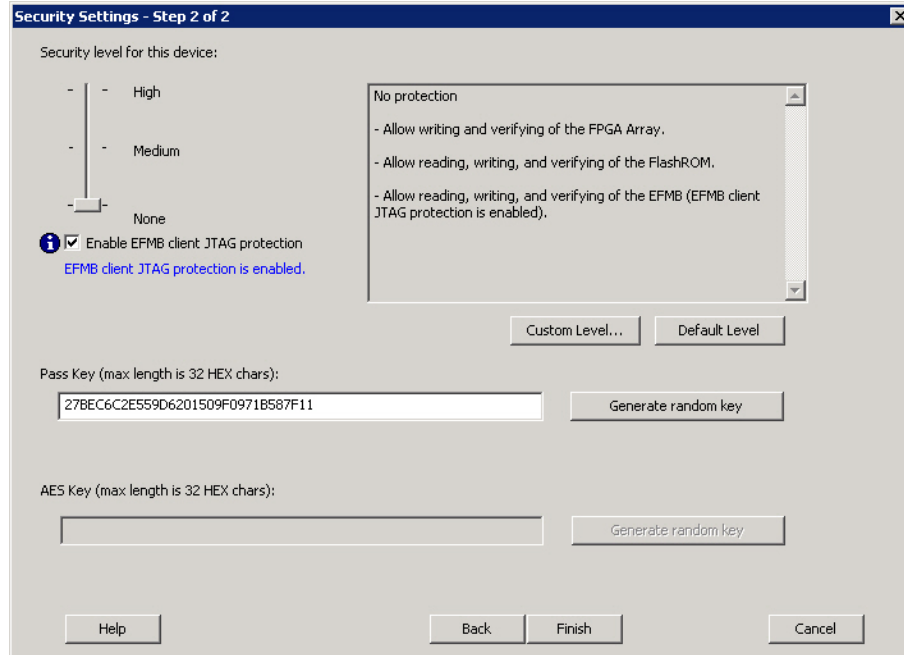 Security Settings - Step 2 of 2
Security level for this device:
High
Medium
None
Enable EFMB client JTAG protection
EFMB client JTAG protection is enabled.
No protection
- Allow writing and verifying of the FPGA Array.
- Allow reading, writing, and verifying of the FlashROM.
- Allow reading, writing, and verifying of the EFMB (EFMB client
JTAG protection is enabled).
Custom Level...
Default Level
Pass Key (max length is 32 HEX chars):
27BEC6C2E559D6201509F0971B587F11
Generate random key
AES Key (max length is 32 HEX chars):
Generate random key
Help
Back
Finish
Cancel